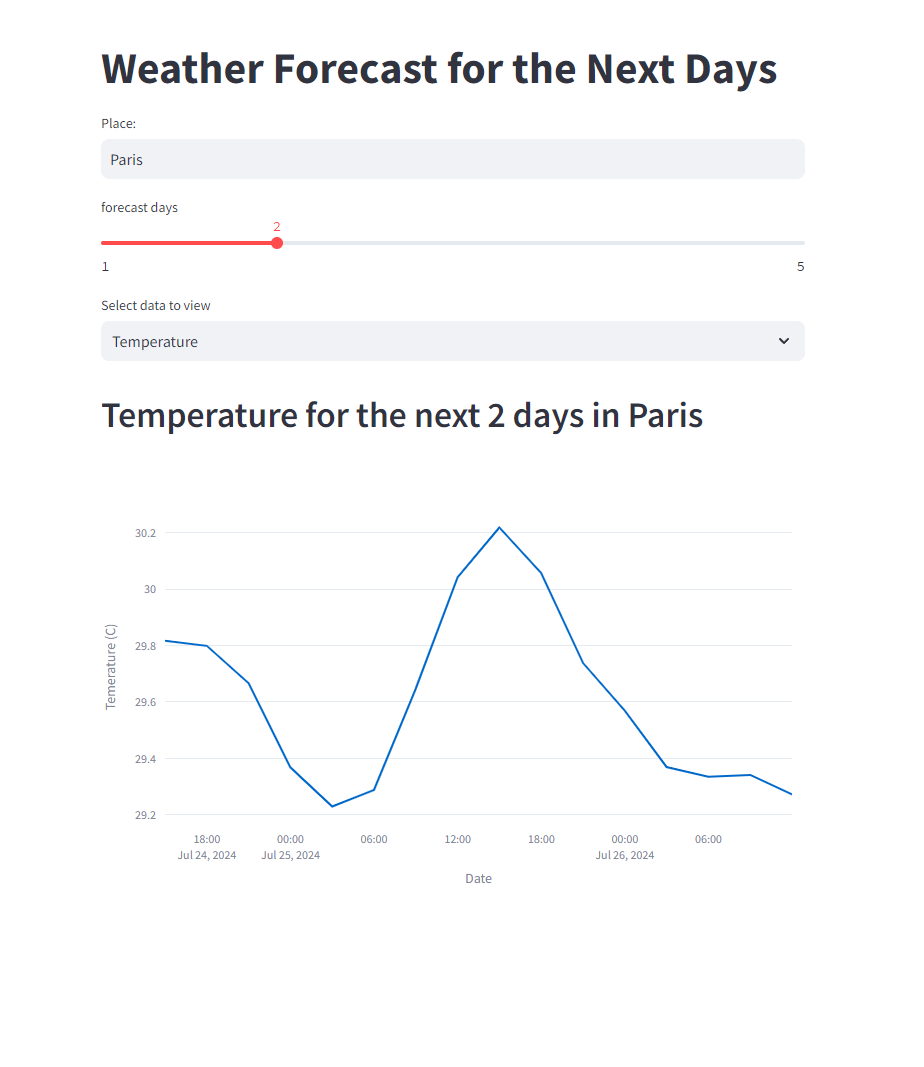 Weather Forecast for the Next Days
Place:
Paris
forecast days
2
1 5
Select data to view
Temperature
Temperature for the next 2 days in Paris
30.2
30
29.8
29.6
29.4
29.2
Temerature (C)
18:00 00:00 06:00 12:00 18:00 00:00 06:00
Jul 24, 2024 Jul 25, 2024 Jul 26, 2024
Date